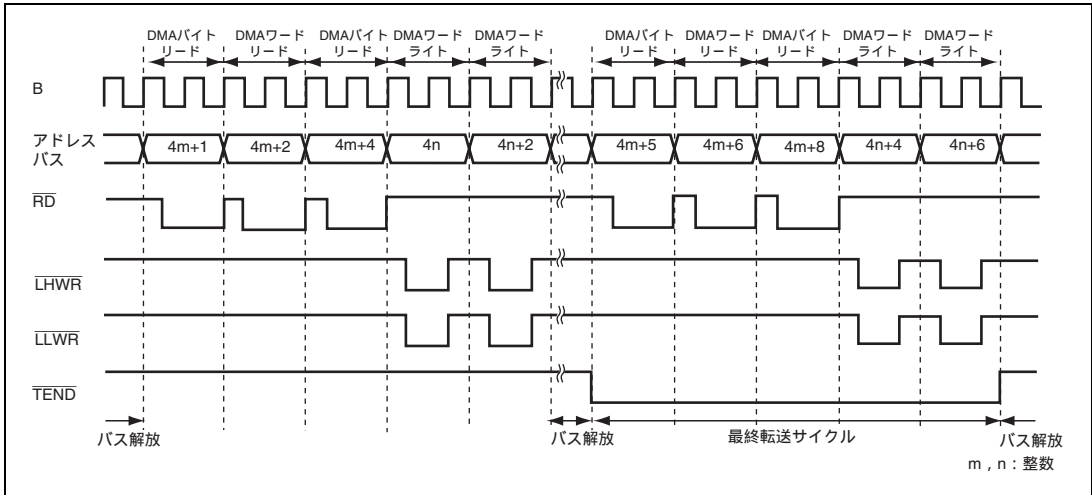 DMAバイト DMAワード DMAバイト DMAワード DMAワード DMAバイト DMAワード DMAバイト DMAワード DMAワード
リード リード リード ライト ライト リード リード リード ライト ライト
B
アドレス
バス
4m+1 4m+2 4m+4 4n 4n+2 4m+5 4m+6 4m+8 4n+4 4n+6
RD
LHWR
LLWR
TEND
バス解放 バス解放 最終転送サイクル バス解放
m , n : 整数